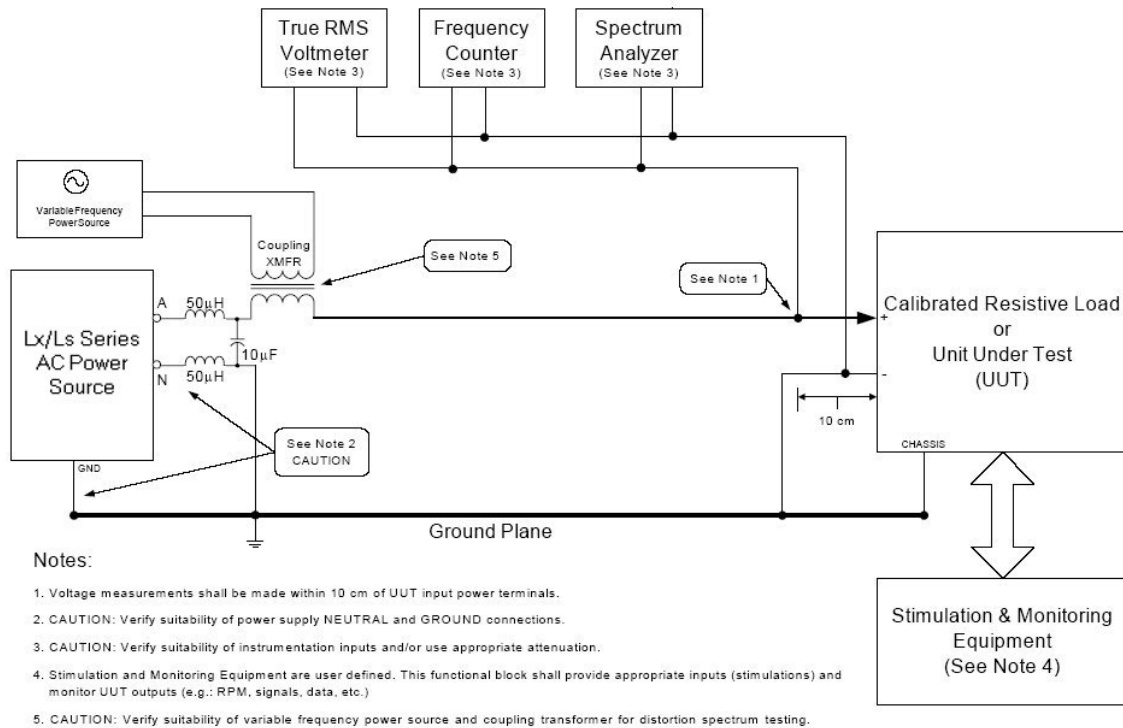 True RMS
Voltmeter
(See Note 3)
Frequency
Counter
(See Note 3)
Spectrum
Analyzer
(See Note 3)
Variable Frequency
Power Source
Coupling
XMFR
See Note 5
See Note 1
A
50µH
10µF
N
50µH
Lx/Ls Series
AC Power
Source
GND
See Note 2
CAUTION
+
-
10 cm
Calibrated Resistive Load
or
Unit Under Test
(UUT)
CHASSIS
Ground Plane
Stimulation & Monitoring
Equipment
(See Note 4)
Notes:
1. Voltage measurements shall be made within 10 cm of UUT input power terminals.
2. CAUTION: Verify suitability of power supply NEUTRAL and GROUND connections.
3. CAUTION: Verify suitability of instrumentation inputs and/or use appropriate attenuation.
4. Stimulation and Monitoring Equipment are user defined. This functional block shall provide appropriate inputs (stimulations) and
monitor UUT outputs (e.g.: RPM, signals, data, etc.)
5. CAUTION: Verify suitability of variable frequency power source and coupling transformer for distortion spectrum testing.